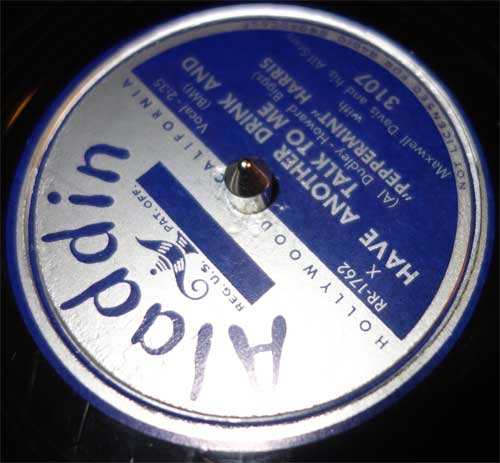 Aladdin
REG. U.S. PAT. OFF.
HOLLYWOOD CALIFORNIA
NOT LICENSED FOR RADIO BROADCAST
RR-1762
X
Vocal - 2:35
(Ball)
HAVE ANOTHER DRINK AND
TALK TO ME
(Al Dudley-Howard Biggs)
"PEPPERMINT" HARRIS
with
Maxwell Davis and his All-Stars
3107